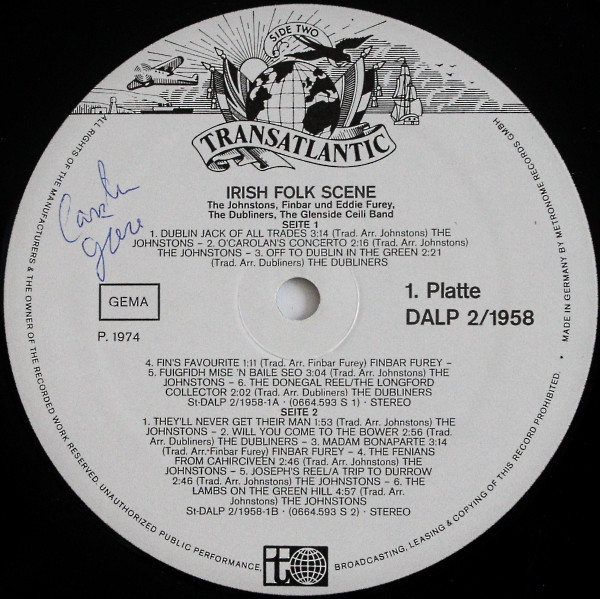 SIDE TWO
TRANSATLANTIC
IRISH FOLK SCENE
The Johnstons, Finbar und Eddie Furey,
The Dubliners, The Glenside Ceili Band
SEITE 1
1. DUBLIN JACK OF ALL TRADES 3:14 (Trad. Arr. Johnstons) THE
JOHNSTONS – 2. O'CAROLAN'S CONCERTO 2:16 (Trad. Arr. Johnstons)
THE JOHNSTONS – 3. OFF TO DUBLIN IN THE GREEN 2:21
(Trad. Arr. Dubliners) THE DUBLINERS
GEMA
P. 1974
1. Platte
DALP 2/1958
4. FIN'S FAVOURITE 1:11 (Trad. Arr. Finbar Furey) FINBAR FUREY –
5. FUIGFIDH MISE 'N BAILE SEO 3:04 (Trad. Arr. Johnstons) THE
JOHNSTONS – 6. THE DONEGAL REEL/THE LONGFORD
COLLECTOR 2:02 (Trad. Arr. Dubliners) THE DUBLINERS
St-DALP 2/1958-1A · (0664.593 S 1) · STEREO
SEITE 2
1. THEY'LL NEVER GET THEIR MAN 1:53 (Trad. Arr. Johnstons) THE
JOHNSTONS – 2. WILL YOU COME TO THE BOWER 2:56 (Trad.
Arr. Dubliners) THE DUBLINERS – 3. MADAM BONAPARTE 3:14
(Trad. Arr. Finbar Furey) FINBAR FUREY – 4. THE FENIANS
FROM CAHIRCIVEEN 2:46 (Trad. Arr. Johnstons) THE
JOHNSTONS – 5. JOSEPH'S REEL/A TRIP TO DURROW
2:46 (Trad. Arr. Johnstons) THE JOHNSTONS – 6. THE
LAMBS ON THE GREEN HILL 4:57 (Trad. Arr.
Johnstons) THE JOHNSTONS
St-DALP 2/1958-1B · (0664.593 S 2) · STEREO
ALL RIGHTS OF THE MANUFACTURERS & THE OWNER OF THE RECORDED WORK RESERVED. UNAUTHORIZED PUBLIC PERFORMANCE, BROADCASTING, LEASING & COPYING OF THIS RECORD PROHIBITED. • MADE IN GERMANY BY METRONOME RECORDS GMBH
t